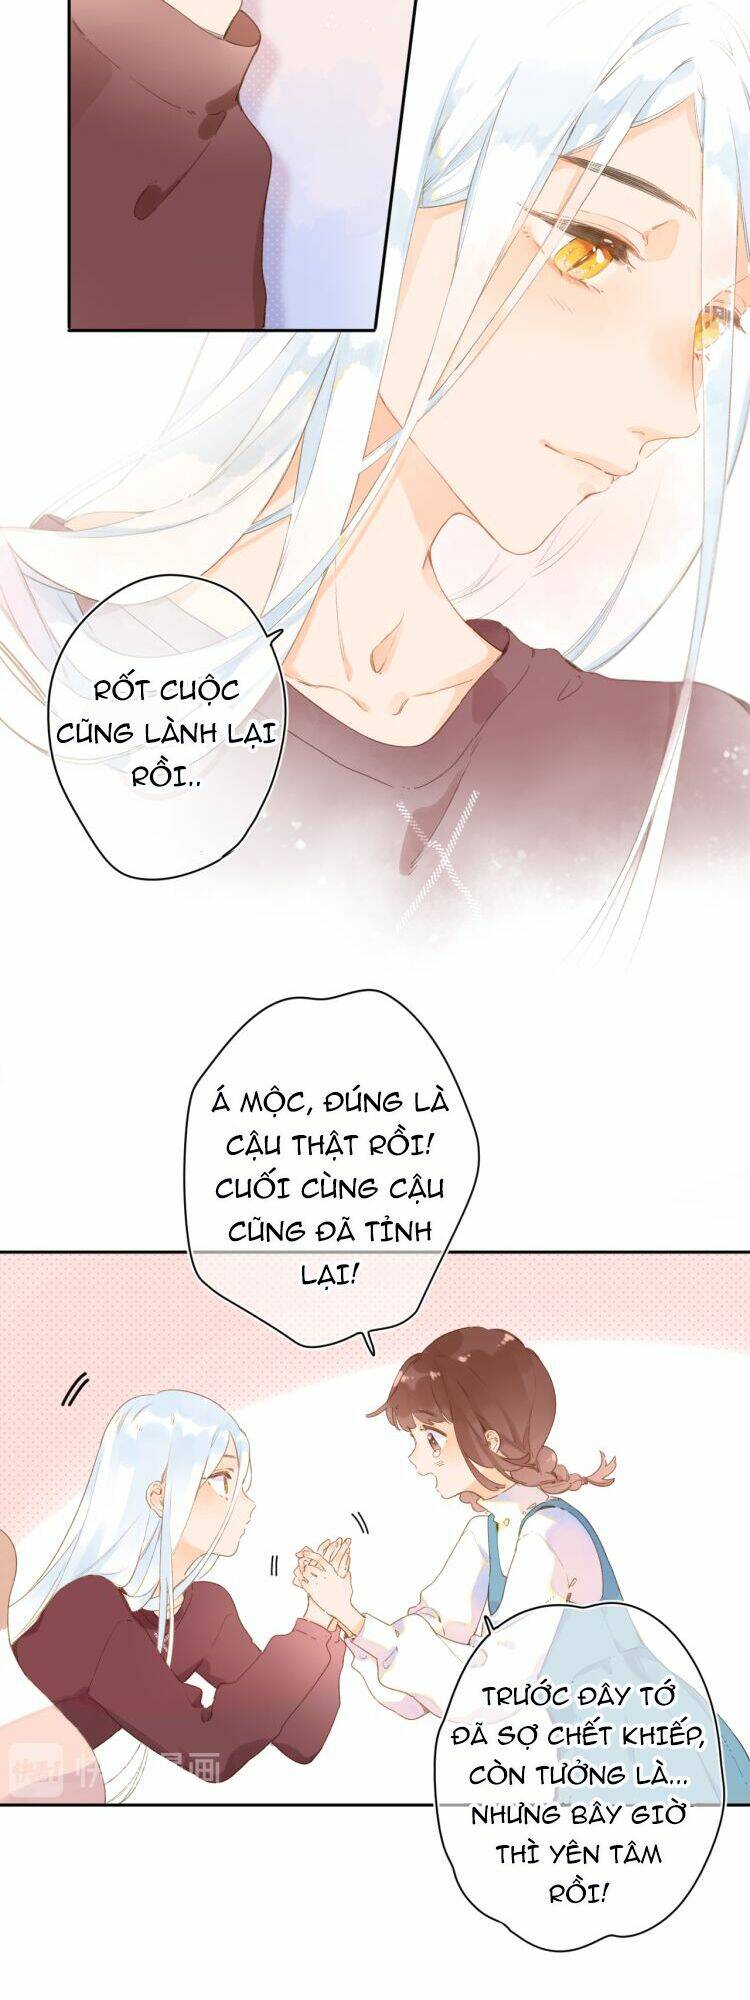 RỐT CUỘC
CŨNG LÀNH LẠI
RỒI..
Á MỘC, ĐÚNG LÀ
CẬU THẬT RỒI!
CUỐI CÙNG CẬU
CŨNG ĐÃ TỈNH
LẠI!
TRƯỚC ĐÂY TỚ
ĐÃ SỢ CHẾT KHIẾP,
CÒN TƯỞNG LÀ...
NHƯNG BÂY GIỜ
THÌ YÊN TÂM
RỒI!